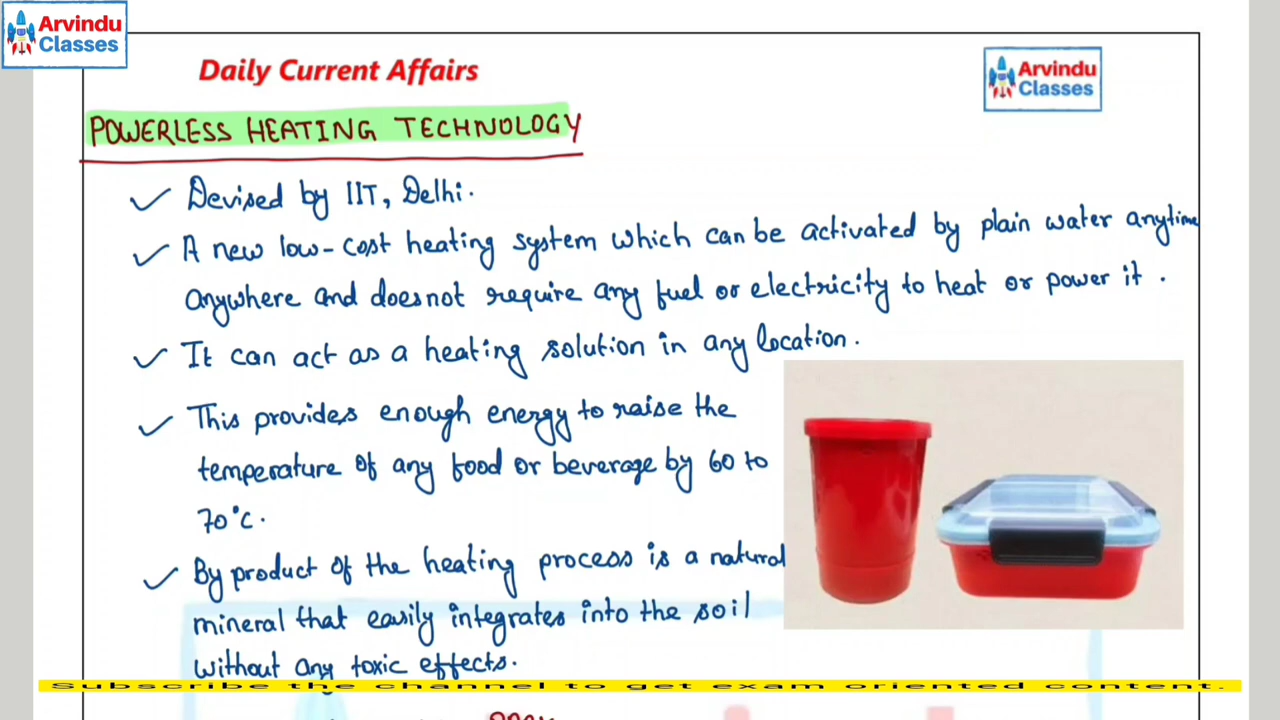 Arvindu
Classes
Daily Current Affairs
Arvindu
Classes
POWERLESS HEATING TECHNOLOGY
Devised by IIT, Delhi.
A new low-cost heating system which can be activated by plain water anytime
anywhere and does not require any fuel or electricity to heat or power it.
It can act as a heating solution in any location.
This provides enough energy to raise the
temperature of any food or beverage by 60 to
70°C.
By product of the heating process is a natural
mineral that easily integrates into the soil
without any toxic effects.
Subscribe the channel to get exam oriented content.